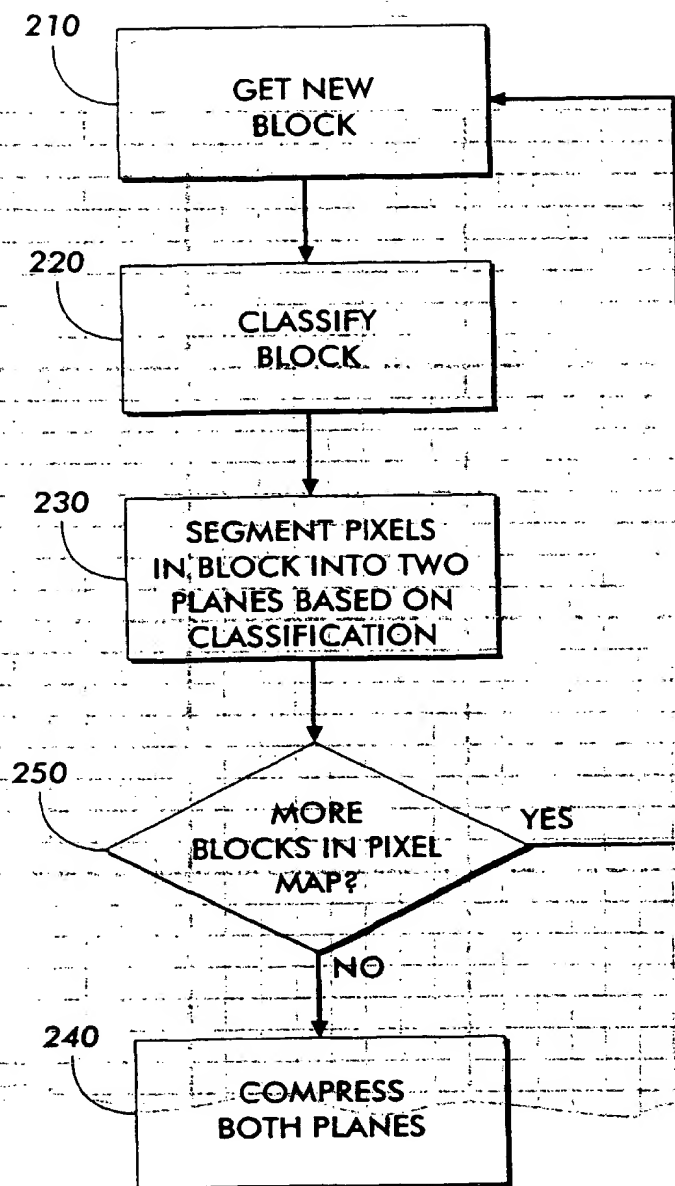 210
GET NEW
BLOCK
220
CLASSIFY
BLOCK
230
SEGMENT PIXELS
IN BLOCK INTO TWO
PLANES BASED ON
CLASSIFICATION
250
MORE
BLOCKS IN PIXEL
MAP?
YES
NO
240
COMPRESS
BOTH PLANES